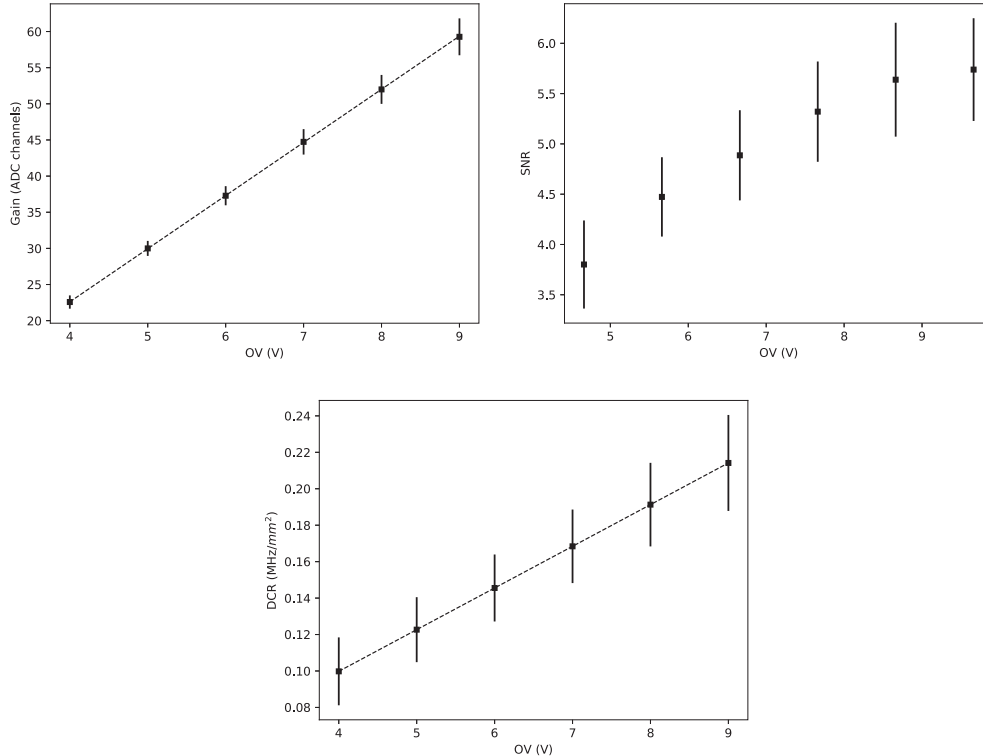 Gain (ADC channels)
60
55
50
45
40
35
30
25
20
4 5 6 7 8 9
OV (V)
SNR
6.0
5.5
5.0
4.5
4.0
3.5
5 6 7 8 9
OV (V)
DCR (MHz/mm²)
0.24
0.22
0.20
0.18
0.16
0.14
0.12
0.10
0.08
4 5 6 7 8 9
OV (V)